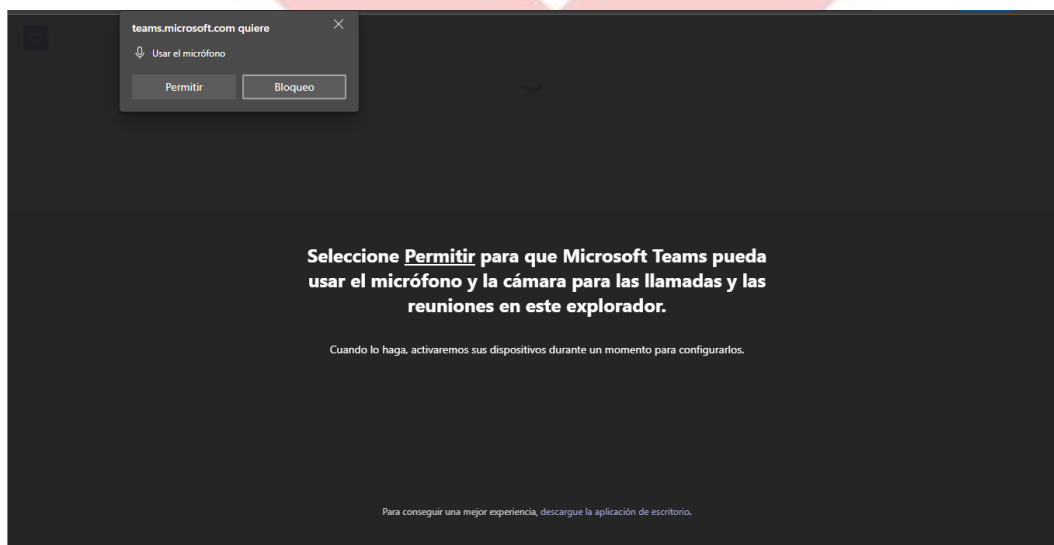 teams.microsoft.com quiere
Usar el micrófono
Permitir
Bloqueo
Seleccione Permitir para que Microsoft Teams pueda
usar el micrófono y la cámara para las llamadas y las
reuniones en este explorador.
Cuando lo haga, activaremos sus dispositivos durante un momento para configurarlos.
Para conseguir una mejor experiencia, descargue la aplicación de escritorio.